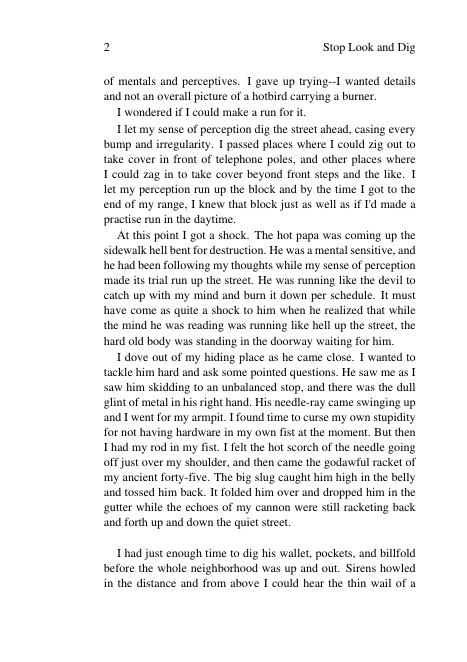 2 Stop Look and Dig
of mentals and perceptives. I gave up trying--I wanted details
and not an overall picture of a hotbird carrying a burner.
I wondered if I could make a run for it.
I let my sense of perception dig the street ahead, casing every
bump and irregularity. I passed places where I could zig out to
take cover in front of telephone poles, and other places where
I could zag in to take cover beyond front steps and the like. I
let my perception run up the block and by the time I got to the
end of my range, I knew that block just as well as if I'd made a
practise run in the daytime.
At this point I got a shock. The hot papa was coming up the
sidewalk hell bent for destruction. He was a mental sensitive, and
he had been following my thoughts while my sense of perception
made its trial run up the street. He was running like the devil to
catch up with my mind and burn it down per schedule. It must
have come as quite a shock to him when he realized that while
the mind he was reading was running like hell up the street, the
hard old body was standing in the doorway waiting for him.
I dove out of my hiding place as he came close. I wanted to
tackle him hard and ask some pointed questions. He saw me as I
saw him skidding to an unbalanced stop, and there was the dull
glint of metal in his right hand. His needle-ray came swinging up
and I went for my armpit. I found time to curse my own stupidity
for not having hardware in my own fist at the moment. But then
I had my rod in my fist. I felt the hot scorch of the needle going
off just over my shoulder, and then came the godawful racket of
my ancient forty-five. The big slug caught him high in the belly
and tossed him back. It folded him over and dropped him in the
gutter while the echoes of my cannon were still racketing back
and forth up and down the quiet street.
I had just enough time to dig his wallet, pockets, and billfold
before the whole neighborhood was up and out. Sirens howled
in the distance and from above I could hear the thin wail of a